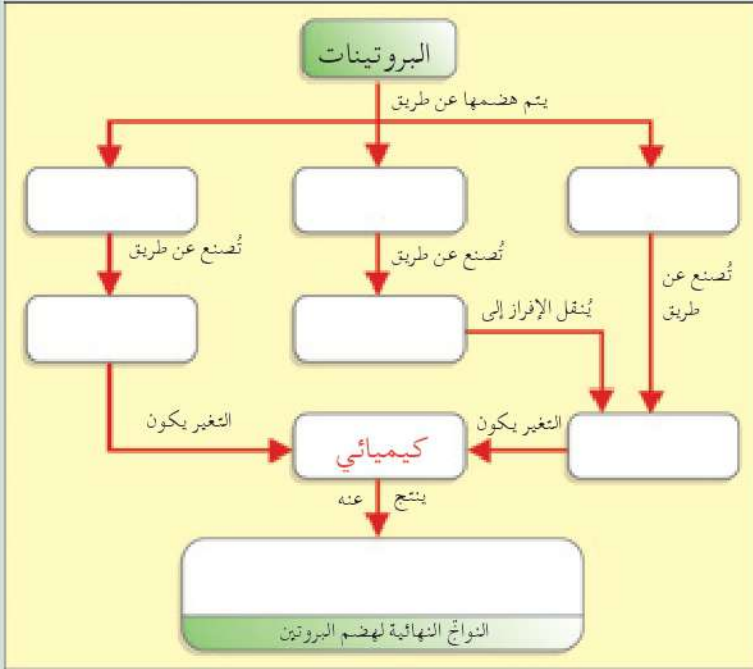 البروتينات
يتم هضمها عن طريق
تُصنع عن
طريق
تُصنع عن طريق
تُصنع عن طريق
يُنقل الإفراز إلى
التغير يكون
كيميائي
التغير يكون
ينتج عنه
النواتج النهائية لهضم البروتين